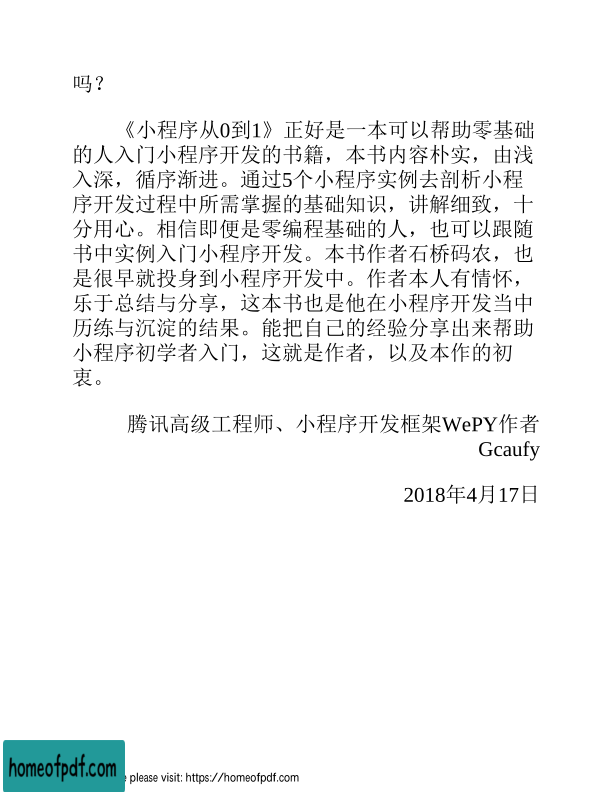 吗？
《小程序从0到1》正好是一本可以帮助零基础
的人入门小程序开发的书籍，本书内容朴实，由浅
入深，循序渐进。通过5个小程序实例去剖析小程
序开发过程中所需掌握的基础知识，讲解细致，十
分用心。相信即便是零编程基础的人，也可以跟随
书中实例入门小程序开发。本书作者石桥码农，也
是很早就投身到小程序开发中。作者本人有情怀，
乐于总结与分享，这本书也是他在小程序开发当中
历练与沉淀的结果。能把自己的经验分享出来帮助
小程序初学者入门，这就是作者，以及本作的初
衷。
腾讯高级工程师、小程序开发框架WePY作者
Gcaufy
2018年4月17日
homeofpdf.com
e please visit: https://homeofpdf.com